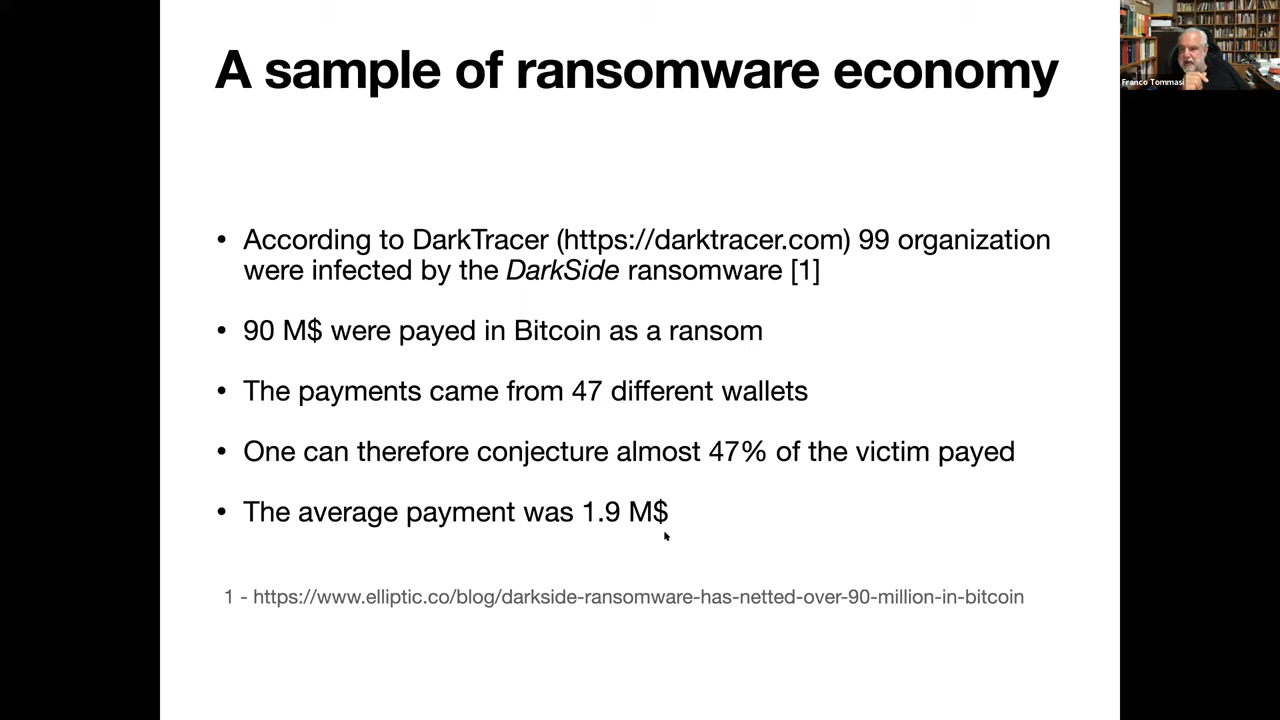 A sample of ransomware economy
Franco Tommasi
• According to DarkTracer (https://darktracer.com) 99 organization
were infected by the DarkSide ransomware [1]
• 90 M$ were payed in Bitcoin as a ransom
• The payments came from 47 different wallets
• One can therefore conjecture almost 47% of the victim payed
• The average payment was 1.9 M$
1 - https://www.elliptic.co/blog/darkside-ransomware-has-netted-over-90-million-in-bitcoin